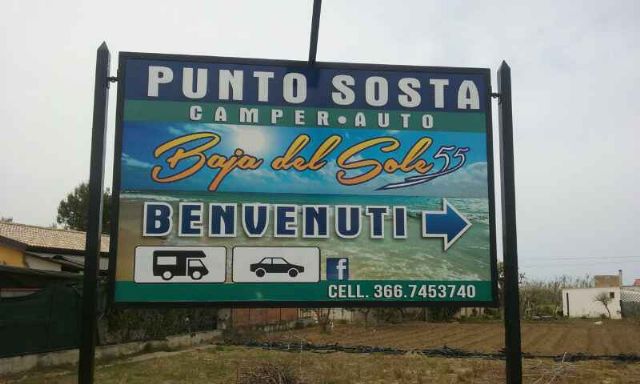 PUNTO SOSTA
CAMPER•AUTO
Baja del Sole 55
BENVENUTI
f
CELL. 366.7453740